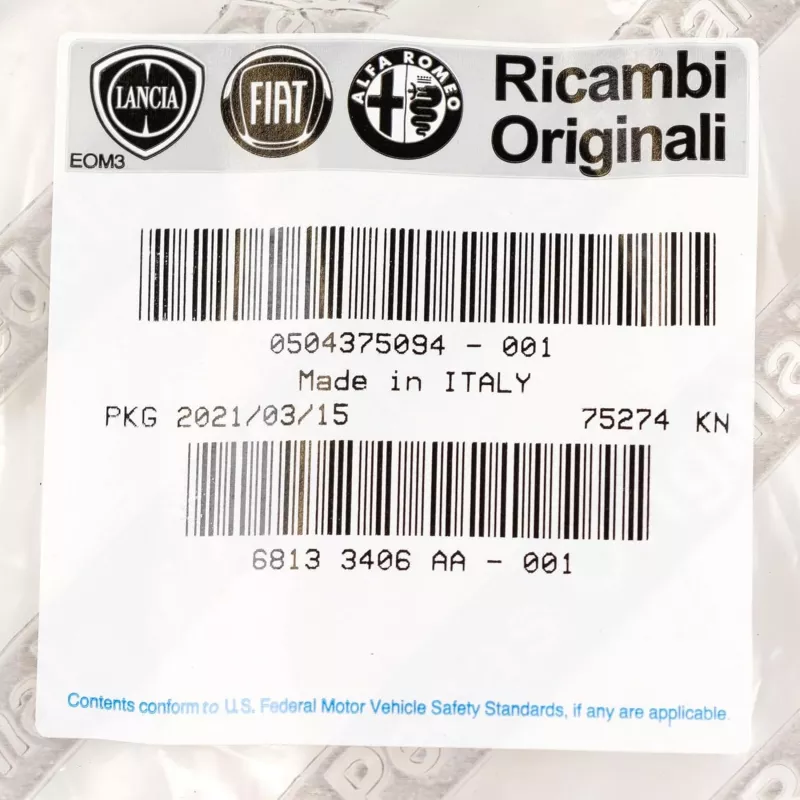 LANCIA FIAT ALFA ROMEO Ricambi
Originali
EOM3
0504375094 - 001
Made in ITALY
PKG 2021/03/15 75274 KN
6813 3406 AA - 001
Contents conform to U.S. Federal Motor Vehicle Safety Standards, if any are applicable.